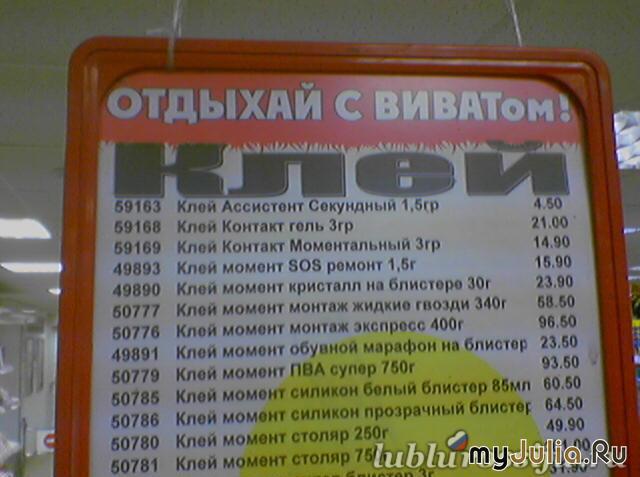 ОТДЫХАЙ С ВИВАТом!
Клей
59163 Клей Ассистент Секундный 1,5гр 4.50
59168 Клей Контакт гель 3гр 21.00
59169 Клей Контакт Моментальный 3гр 14.90
49893 Клей момент SOS ремонт 1,5г 15.90
49890 Клей момент кристалл на блистере 30г 23.90
50777 Клей момент монтаж жидкие гвозди 340г 58.50
50776 Клей момент монтаж экспресс 400г 96.50
49891 Клей момент обувной марафон на блистер 23.50
50779 Клей момент ПВА супер 750г 93.50
50785 Клей момент силикон белый блистер 85мл 60.50
50786 Клей момент силикон прозрачный блистер 64.50
50780 Клей момент столяр 250г 49.90
50781 Клей момент столяр
3г
myJulia.Ru